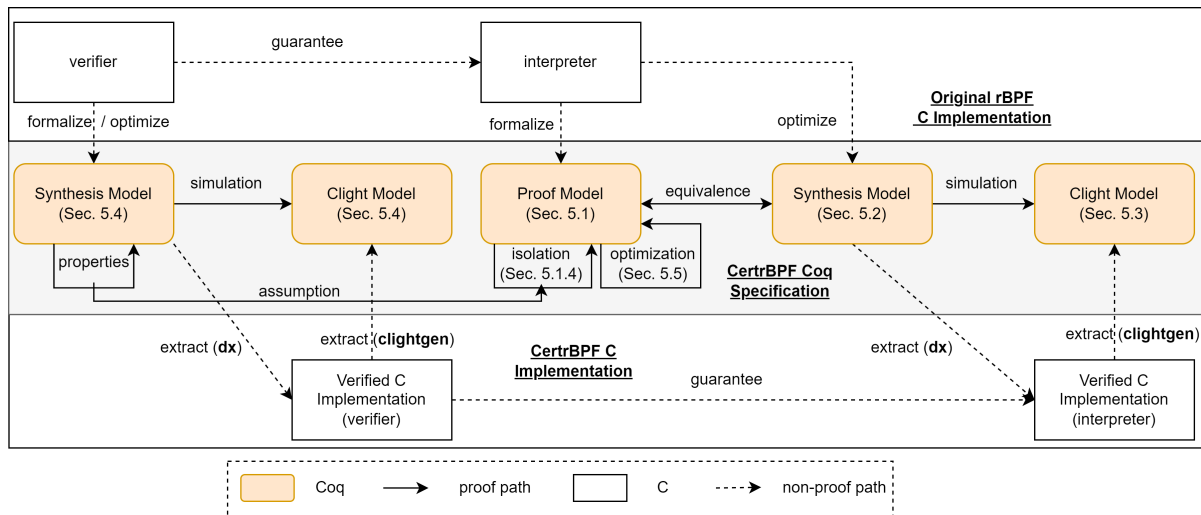 verifier
guarantee
interpreter
Original rBPF
C Implementation
formalize / optimize
formalize
optimize
Synthesis Model
(Sec. 5.4)
simulation
Clight Model
(Sec. 5.4)
Proof Model
(Sec. 5.1)
equivalence
Synthesis Model
(Sec. 5.2)
simulation
Clight Model
(Sec. 5.3)
properties
isolation
(Sec. 5.1.4)
optimization
(Sec. 5.5)
assumption
CertrBPF Coq
Specification
extract (dx)
extract (clightgen)
CertrBPF C
Implementation
extract (dx)
extract (clightgen)
Verified C
Implementation
(verifier)
guarantee
Verified C
Implementation
(interpreter)
Coq
proof path
C
non-proof path